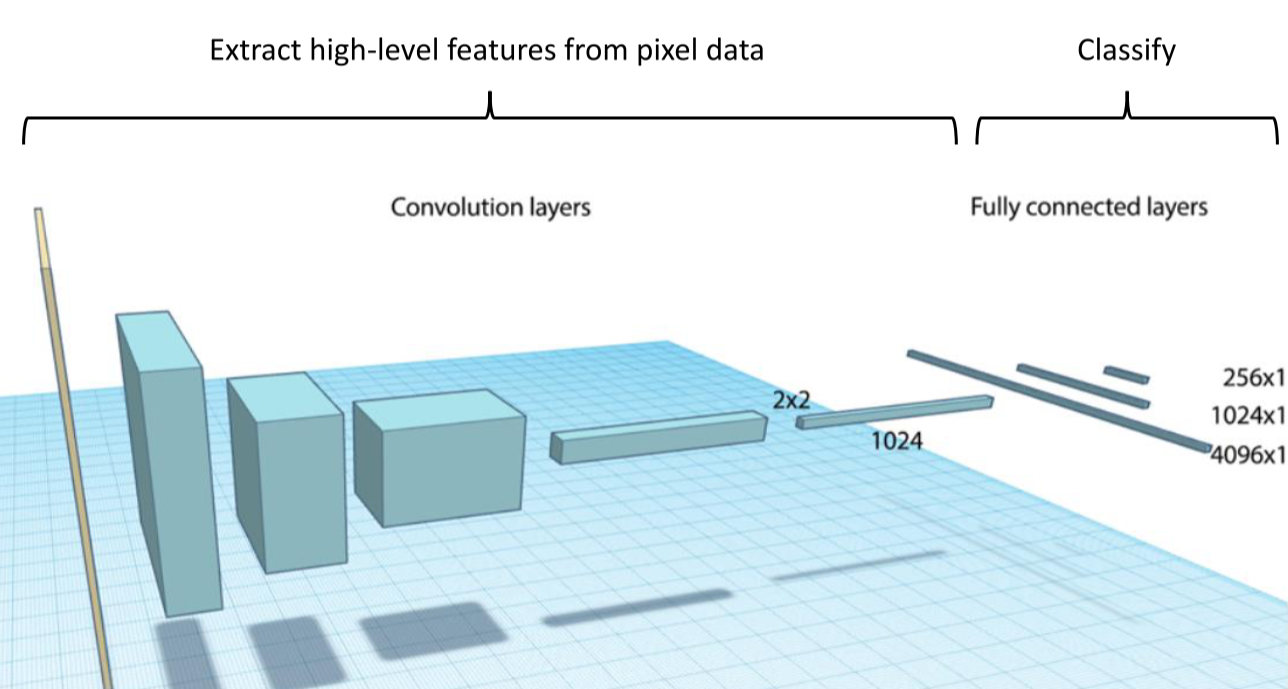 Extract high-level features from pixel data
Classify
Convolution layers
Fully connected layers
2x2
1024
256x1
1024x1
4096x1